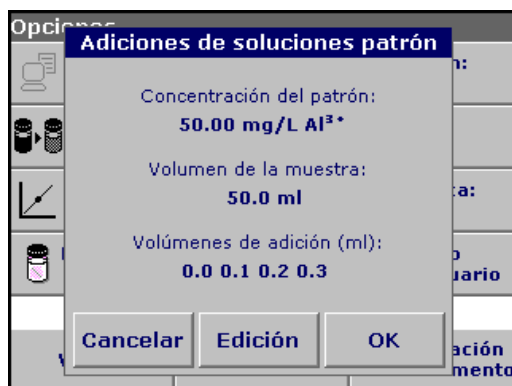 Adiciones de soluciones patrón
Concentración del patrón:
50.00 mg/L Al³⁺
Volumen de la muestra:
50.0 ml
Volúmenes de adición (ml):
0.0 0.1 0.2 0.3
Cancelar
Edición
OK